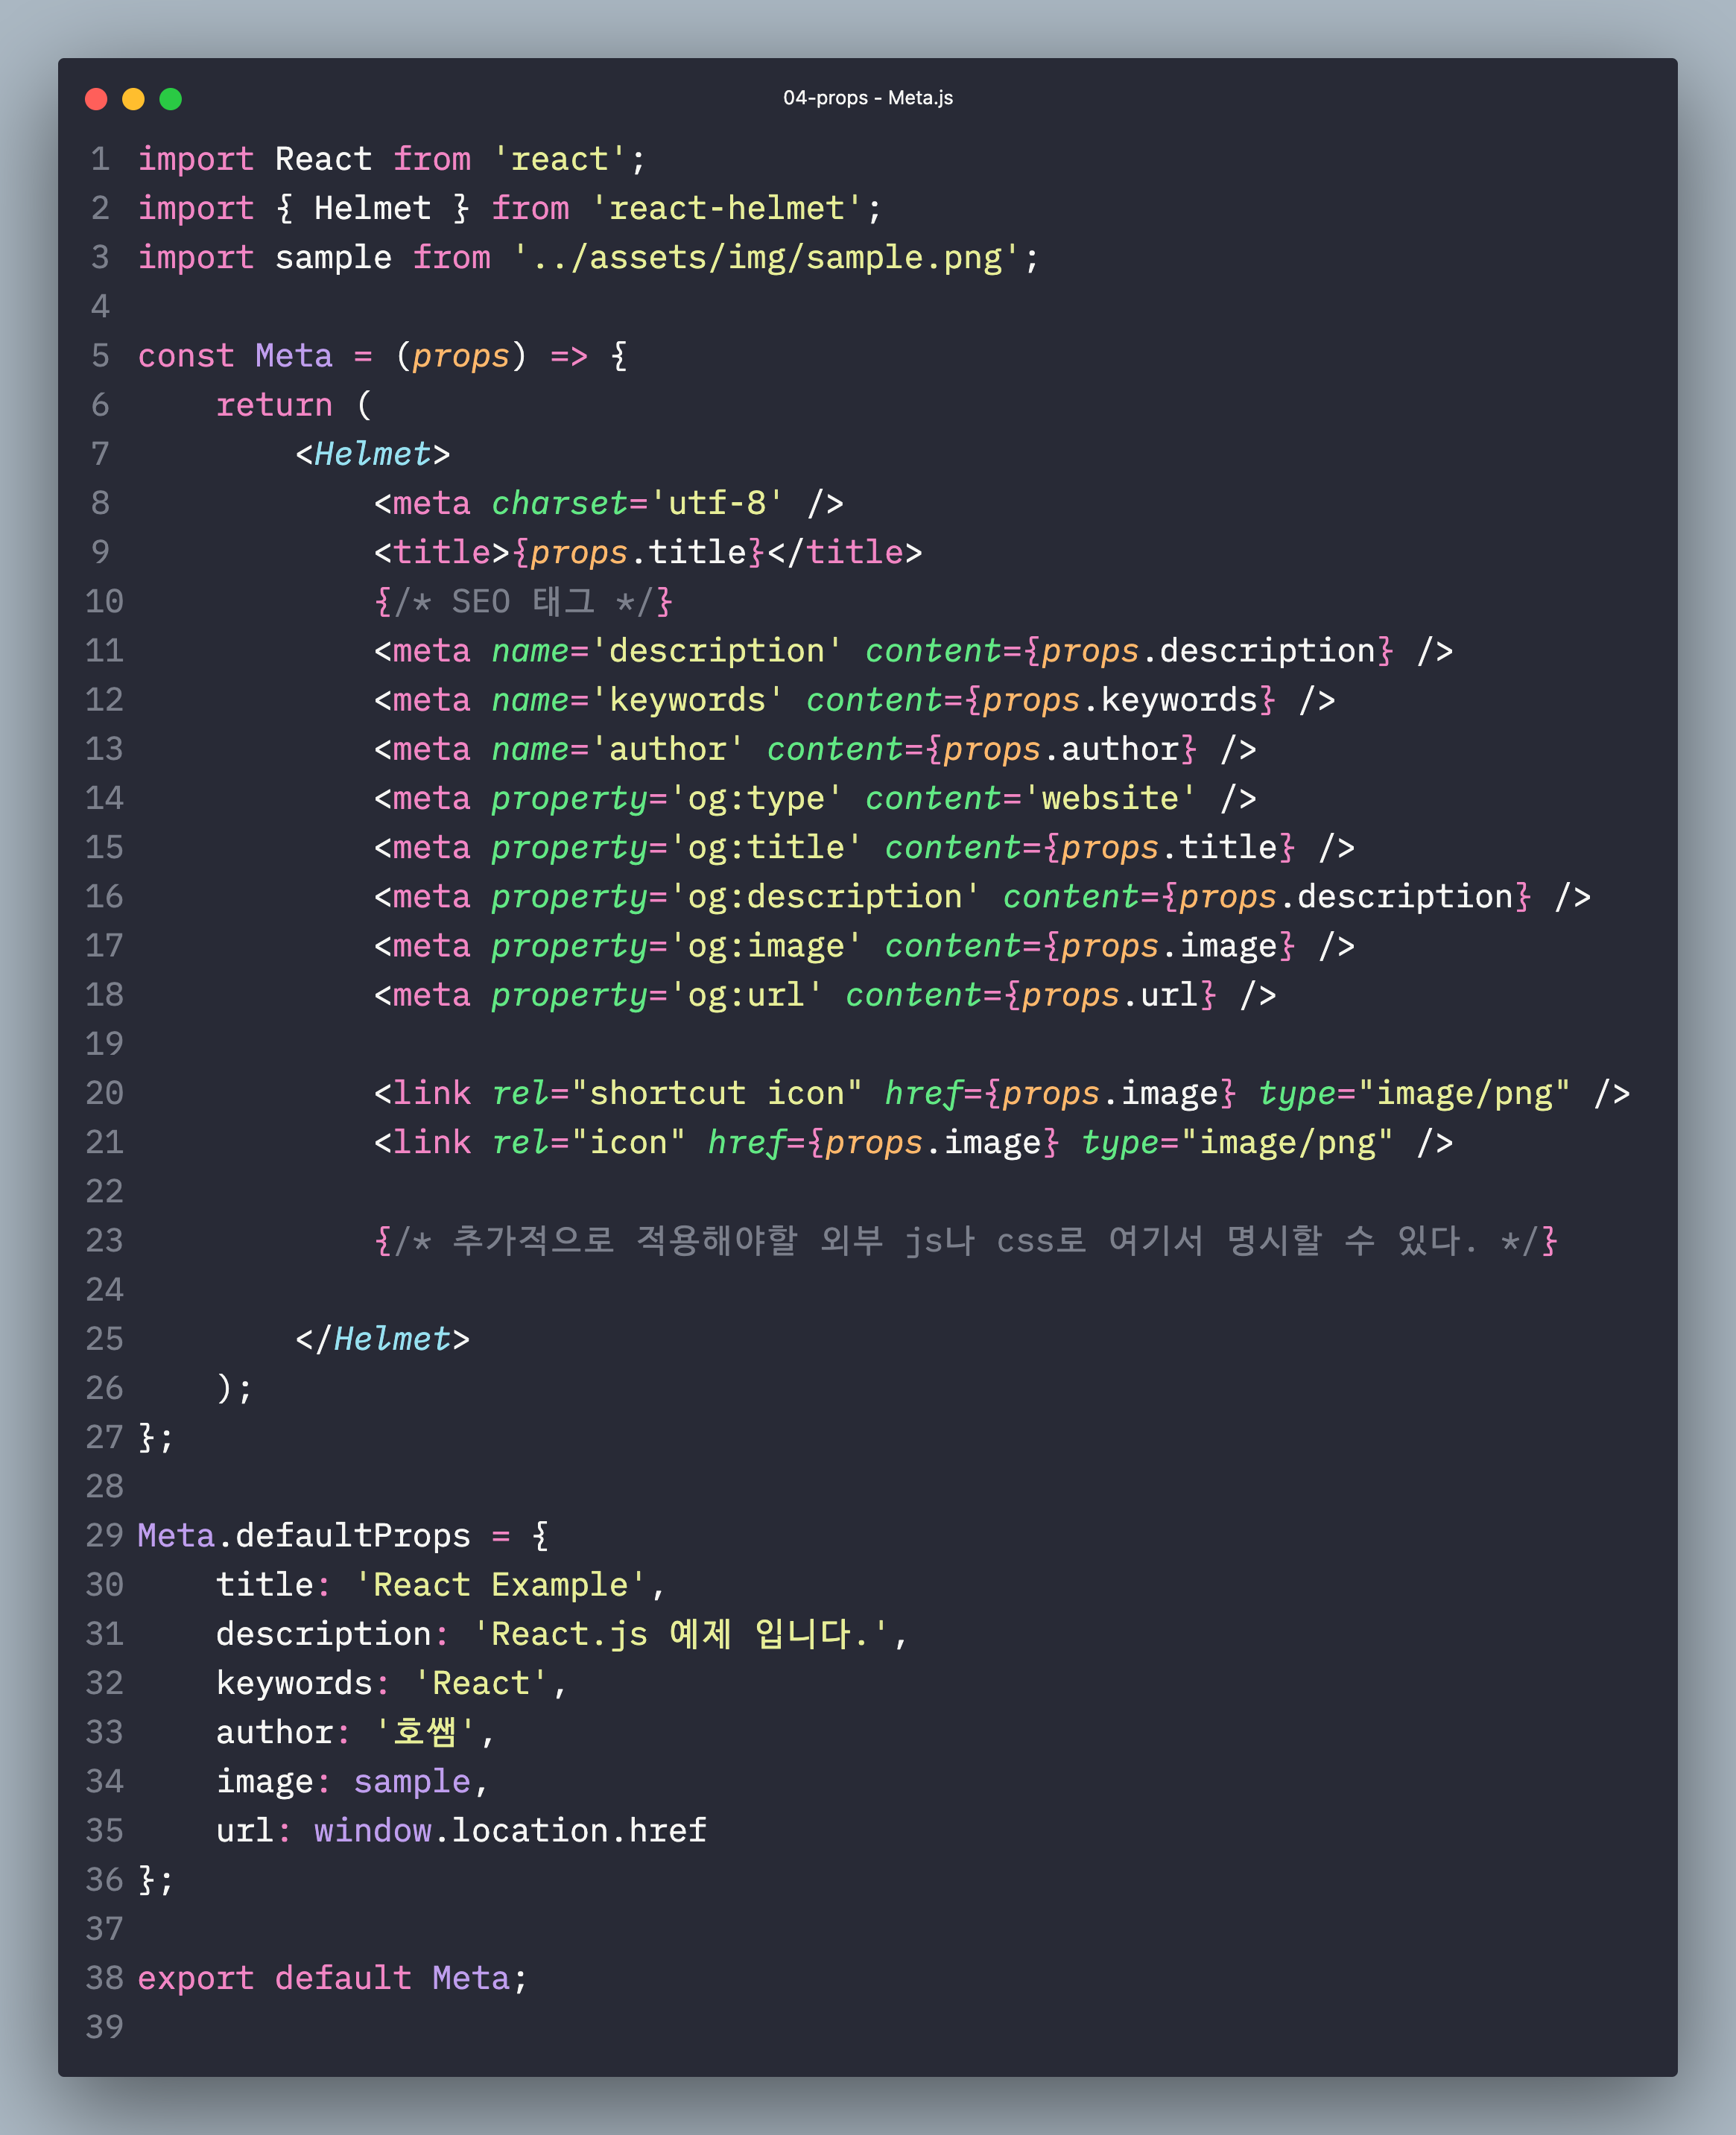 04-props - Meta.js
1 import React from 'react';
2 import { Helmet } from 'react-helmet';
3 import sample from '../assets/img/sample.png';
4
5 const Meta = (props) => {
6     return (
7         <Helmet>
8             <meta charset='utf-8' />
9             <title>{props.title}</title>
10             {/* SEO 태그 */}
11             <meta name='description' content={props.description} />
12             <meta name='keywords' content={props.keywords} />
13             <meta name='author' content={props.author} />
14             <meta property='og:type' content='website' />
15             <meta property='og:title' content={props.title} />
16             <meta property='og:description' content={props.description} />
17             <meta property='og:image' content={props.image} />
18             <meta property='og:url' content={props.url} />
19
20             <link rel="shortcut icon" href={props.image} type="image/png" />
21             <link rel="icon" href={props.image} type="image/png" />
22
23             {/* 추가적으로 적용해야할 외부 js나 css로 여기서 명시할 수 있다. */}
24
25         </Helmet>
26     );
27 };
28
29 Meta.defaultProps = {
30     title: 'React Example',
31     description: 'React.js 예제 입니다.',
32     keywords: 'React',
33     author: '호쌤',
34     image: sample,
35     url: window.location.href
36 };
37
38 export default Meta;
39